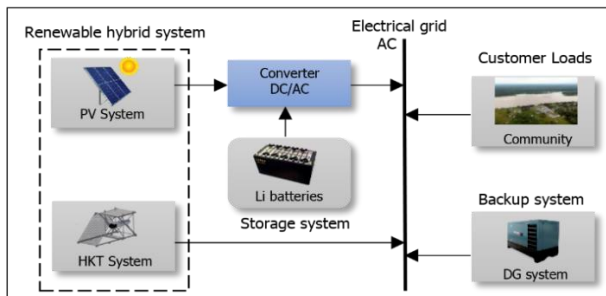 Renewable hybrid system
Electrical grid
AC
Customer Loads
PV System
Converter
DC/AC
Community
Li batteries
Storage system
Backup system
HKT System
DG system